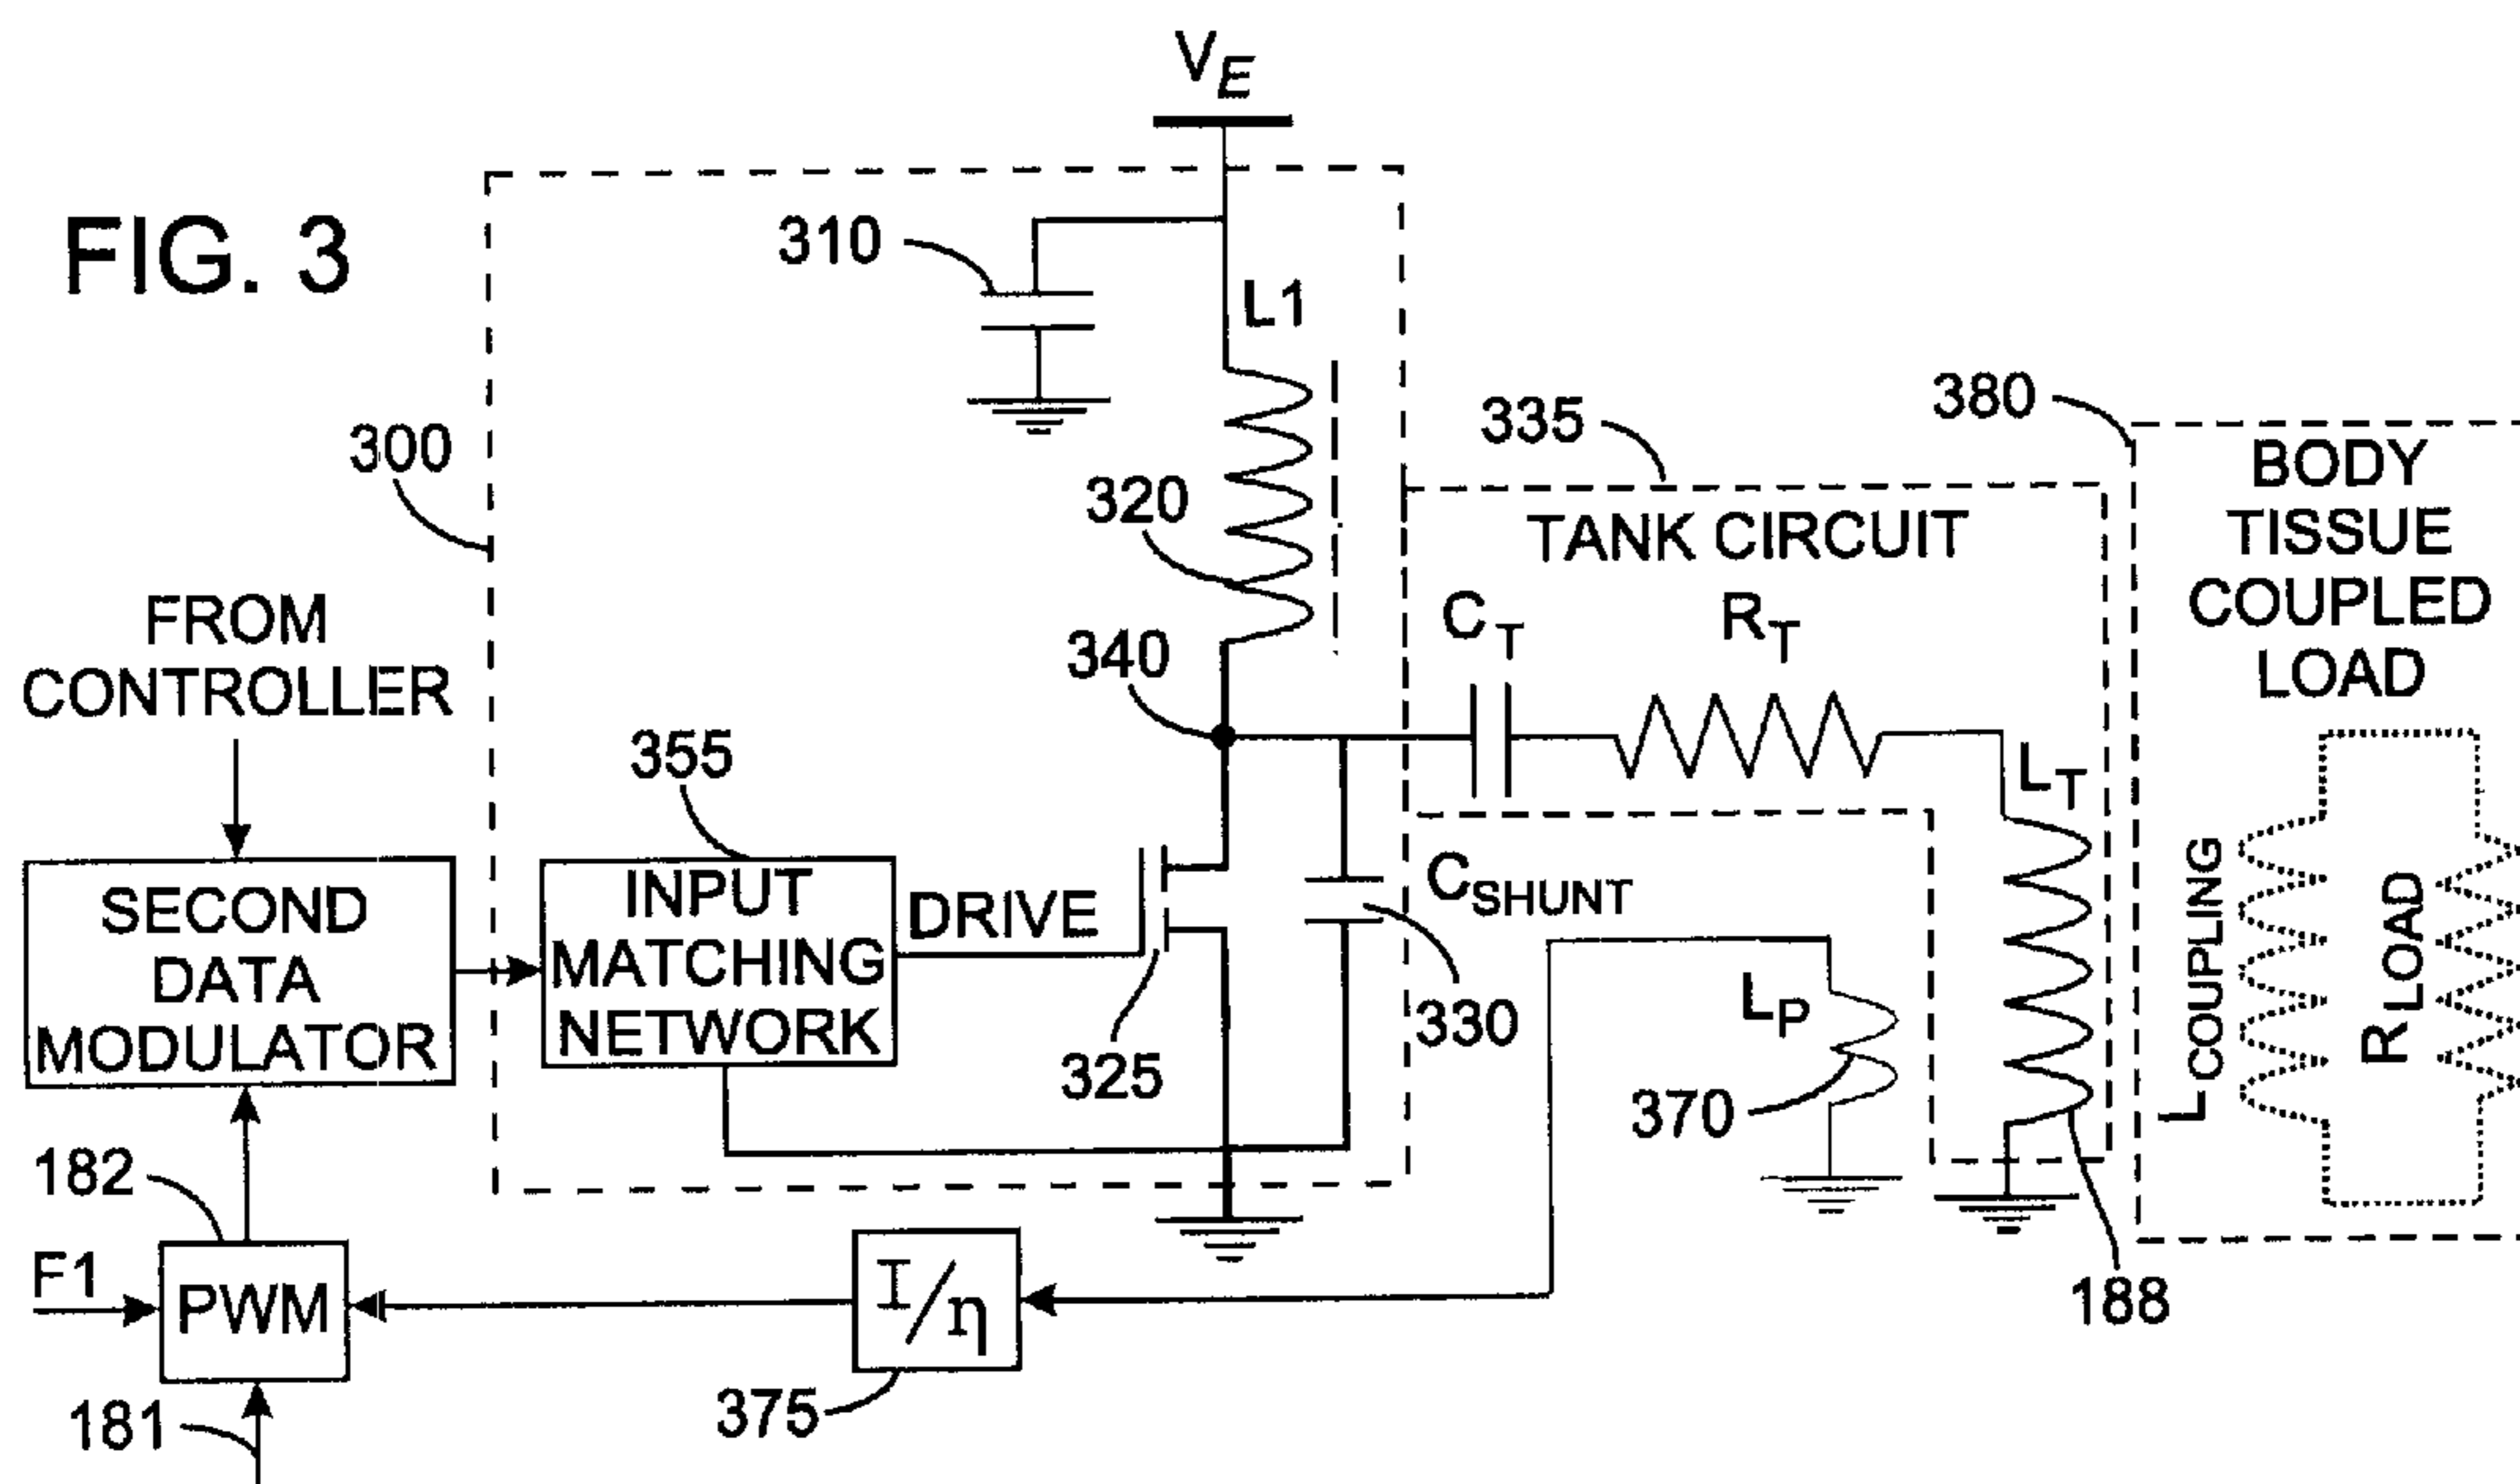 V_E
FIG. 3
310
L1
300
320
335
380
TANK CIRCUIT
BODY
TISSUE
COUPLED
LOAD
C_T
R_T
340
FROM
CONTROLLER
355
L_T
SECOND
DATA
MODULATOR
INPUT
MATCHING
NETWORK
DRIVE
C_SHUNT
325
330
L_P
370
L COUPLING
R LOAD
182
F1
PWM
I/η
188
375
181